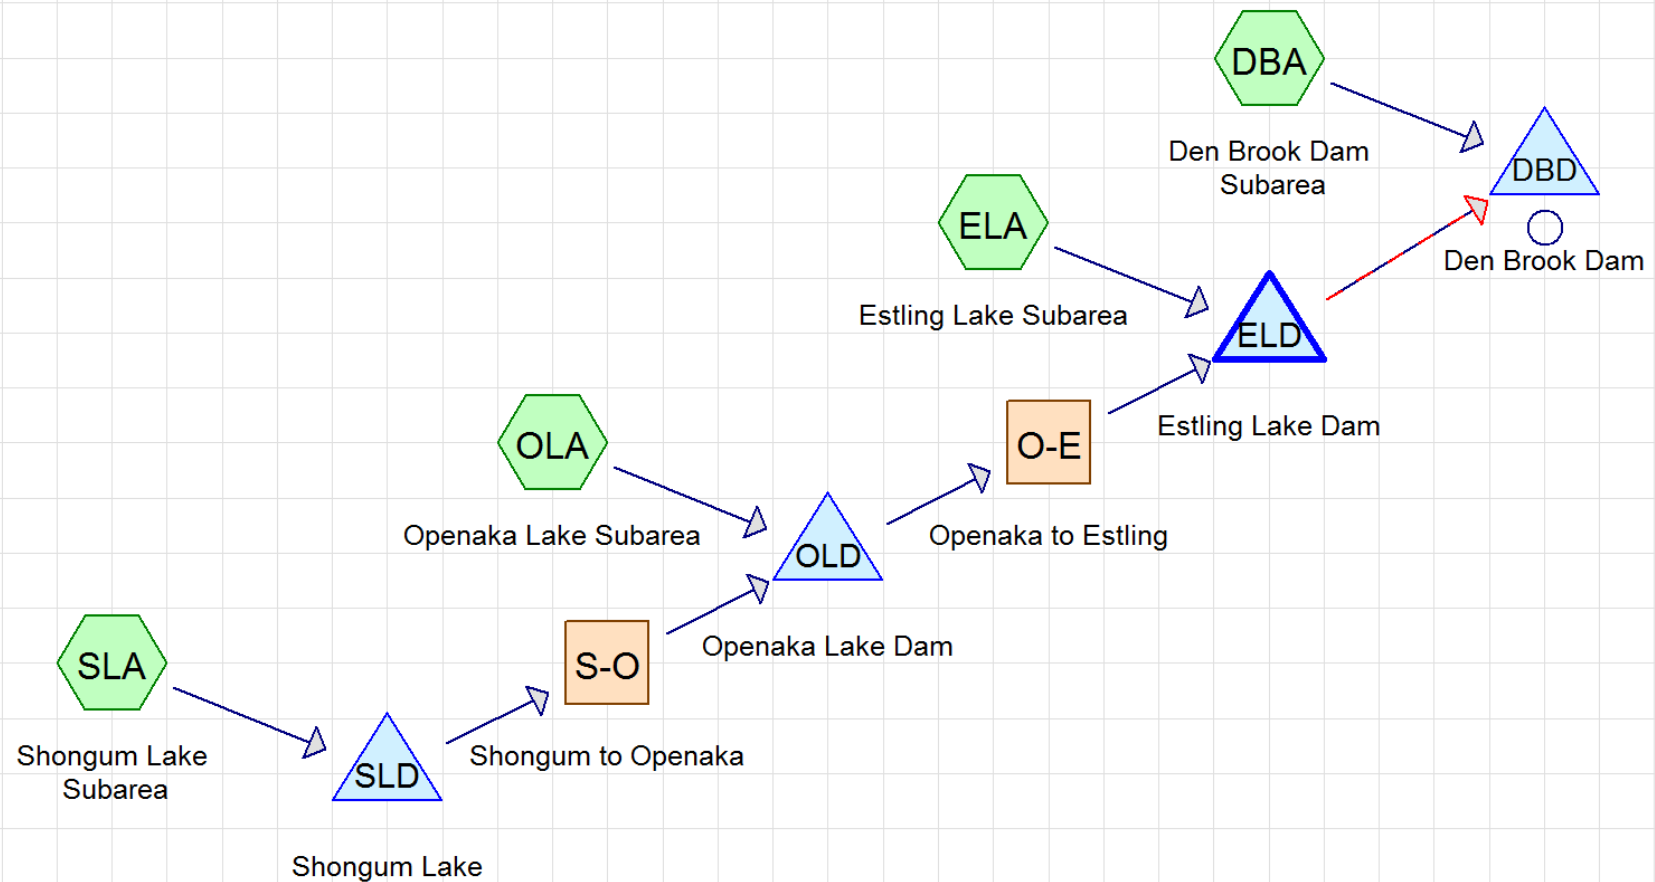 DBA
Den Brook Dam
Subarea
DBD
Den Brook Dam
ELA
Estling Lake Subarea
ELD
Estling Lake Dam
OLA
Openaka Lake Subarea
O-E
Openaka to Estling
OLD
Openaka Lake Dam
SLA
Shongum Lake
Subarea
S-O
Shongum to Openaka
SLD
Shongum Lake